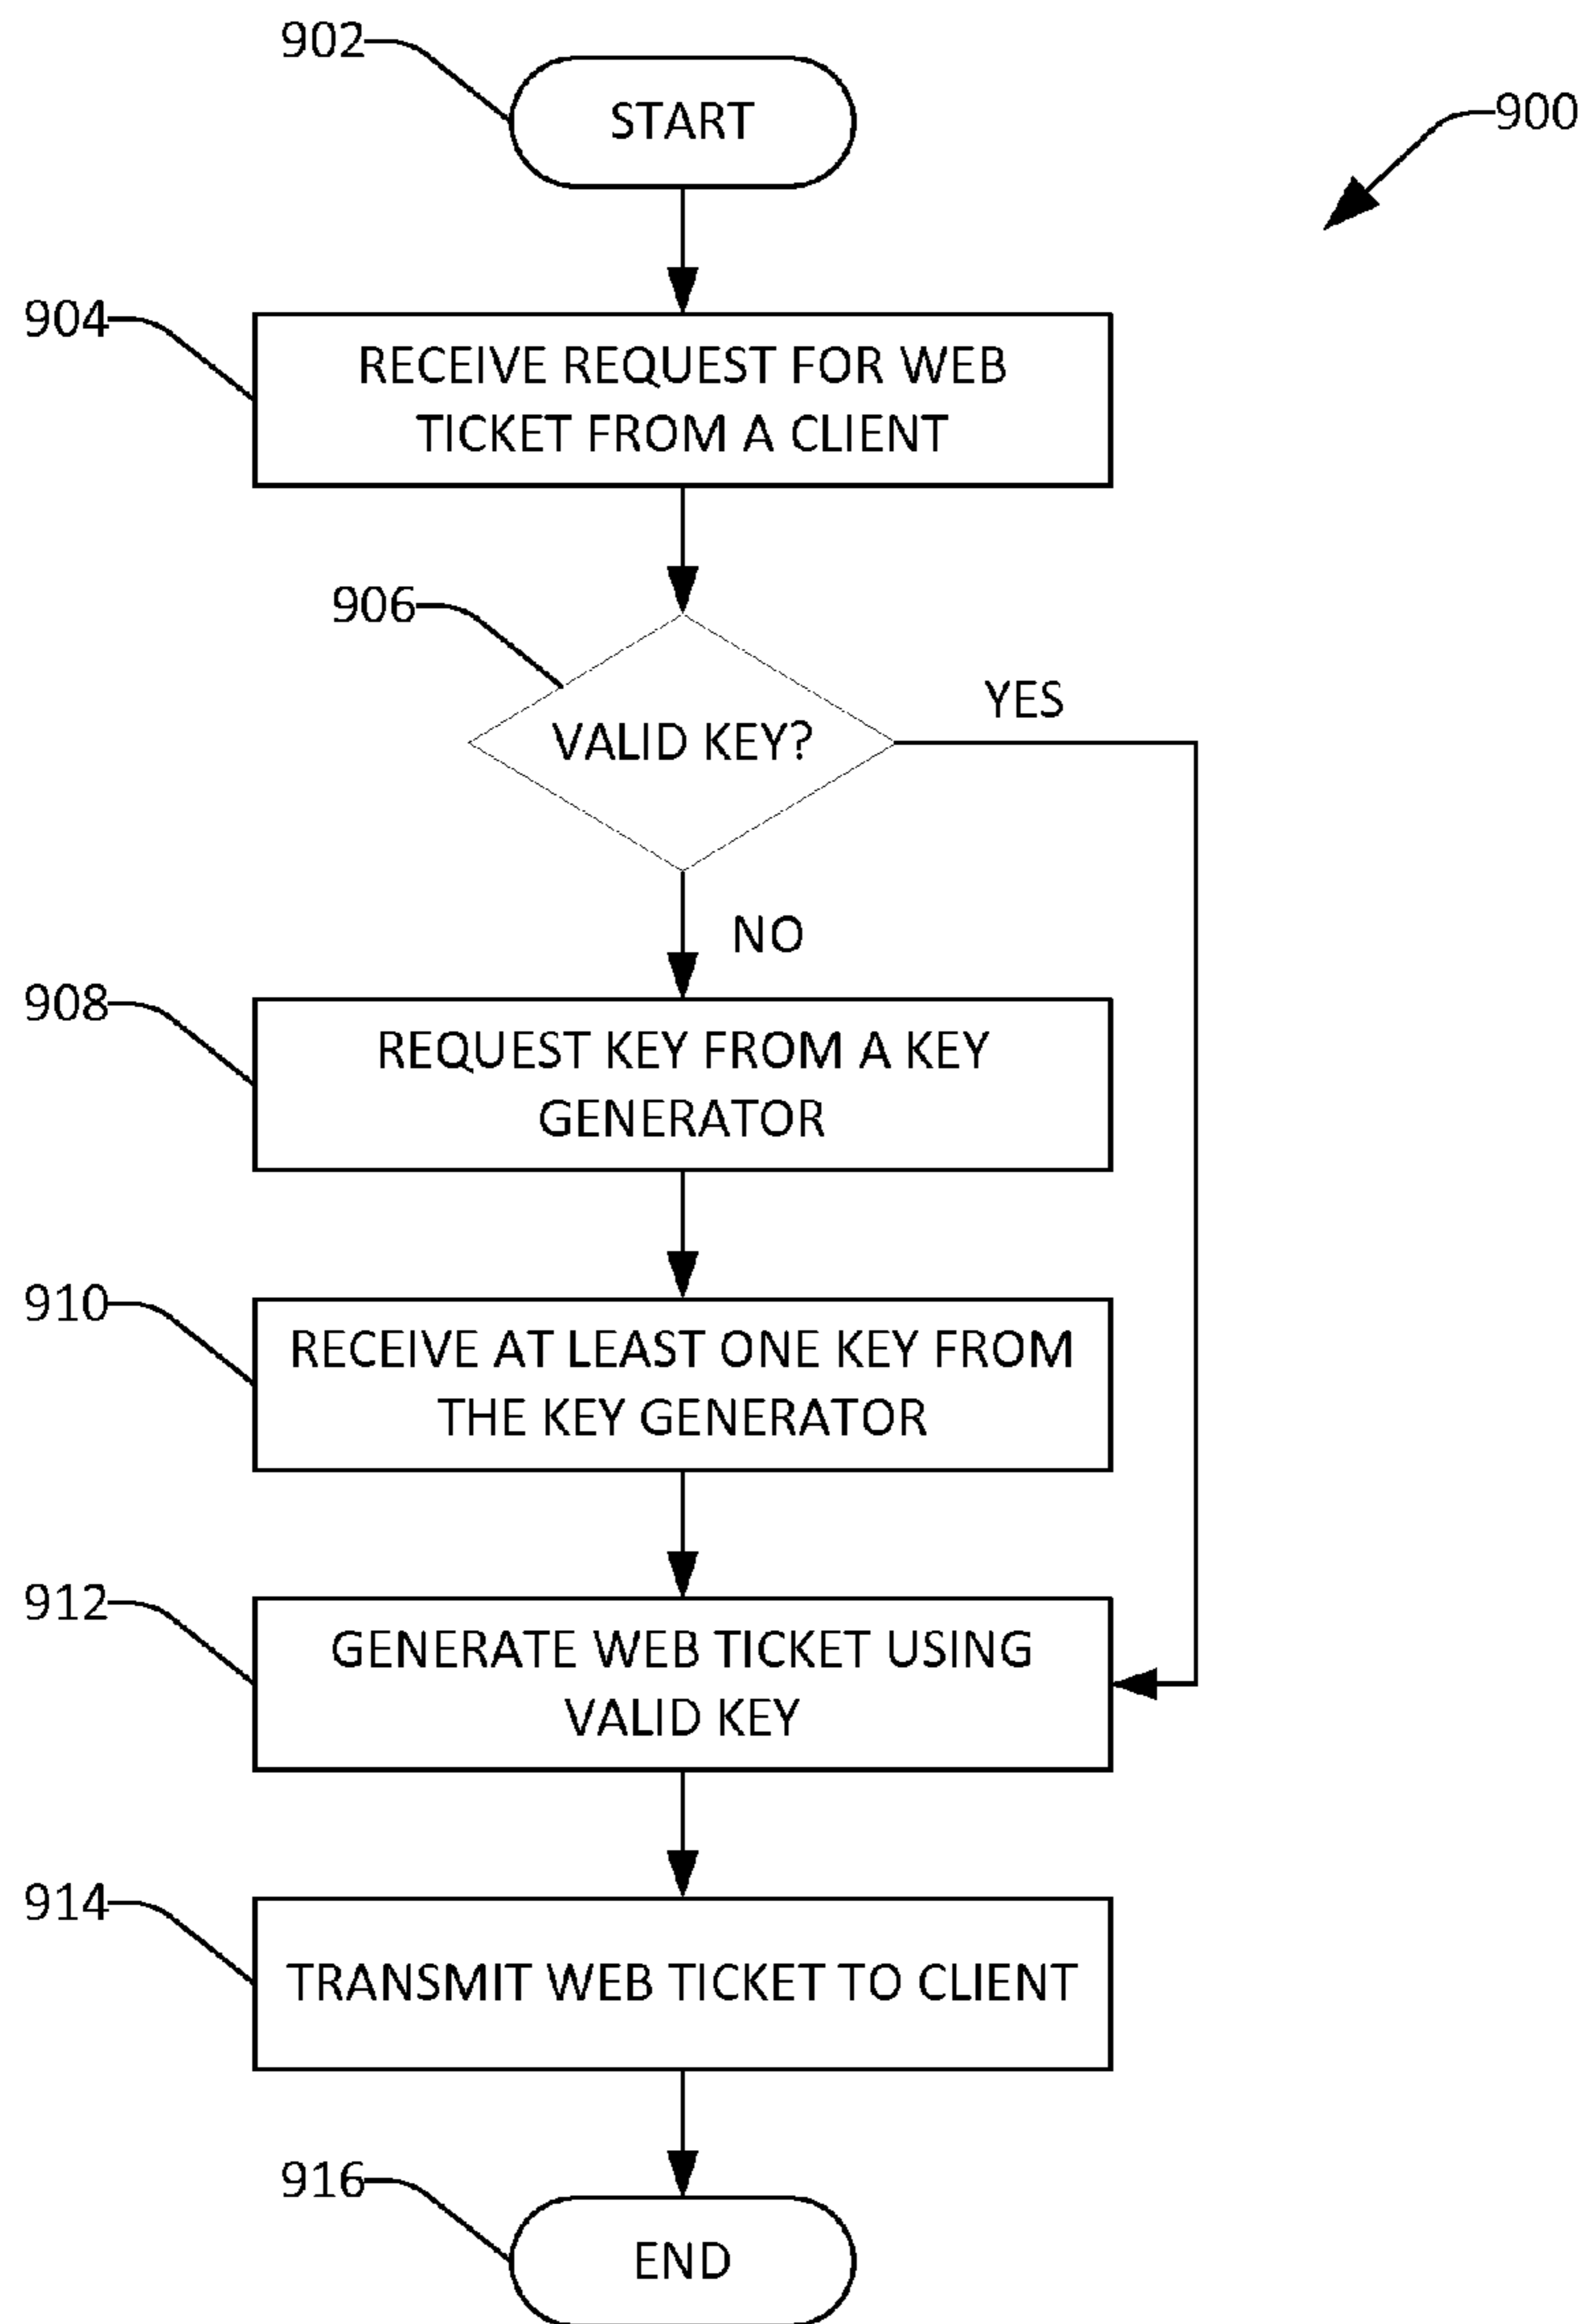 902
START
900
904
RECEIVE REQUEST FOR WEB
TICKET FROM A CLIENT
906
VALID KEY?
YES
NO
908
REQUEST KEY FROM A KEY
GENERATOR
910
RECEIVE AT LEAST ONE KEY FROM
THE KEY GENERATOR
912
GENERATE WEB TICKET USING
VALID KEY
914
TRANSMIT WEB TICKET TO CLIENT
916
END